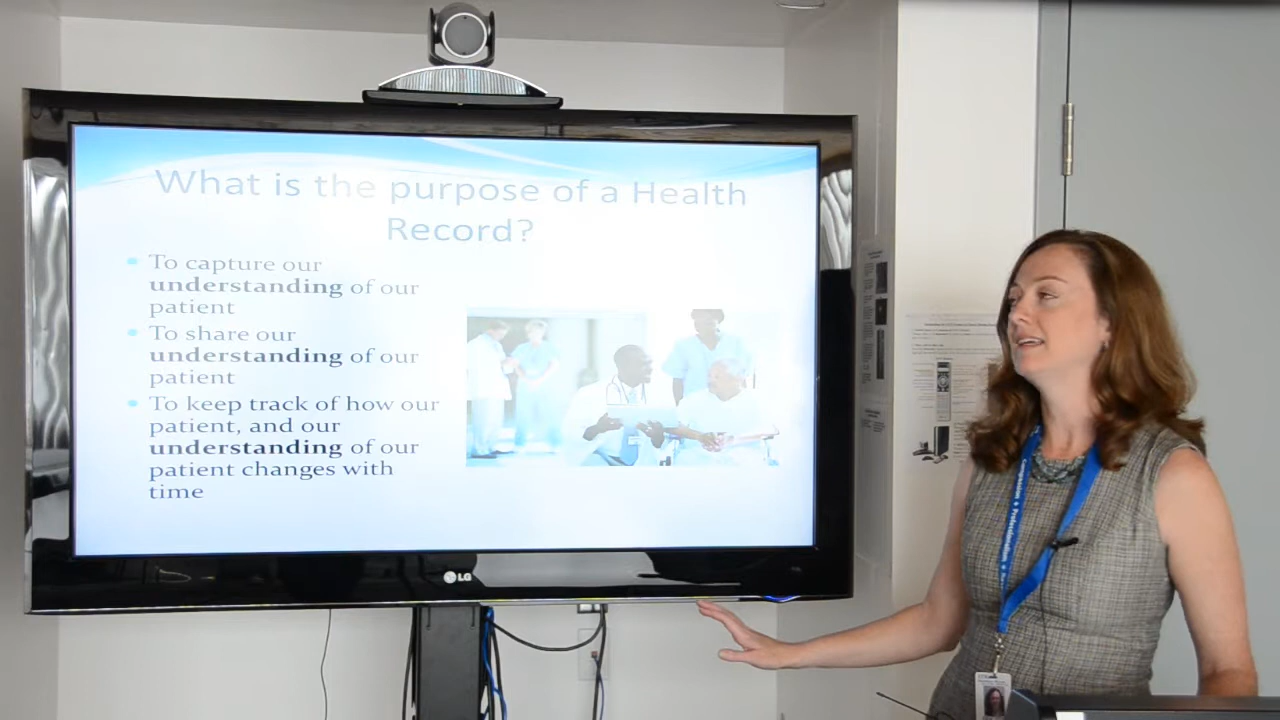 What is the purpose of a Health
Record?
To capture our
understanding of our
patient
To share our
understanding of our
patient
To keep track of how our
patient, and our
understanding of our
patient changes with
time
LG
Compassion + Professionalism +